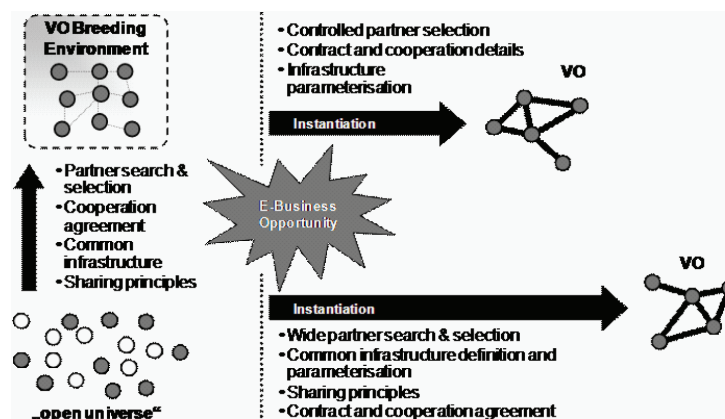 VO Breeding
Environment
• Controlled partner selection
• Contract and cooperation details
• Infrastructure
parameterisation
VO
Instantiation
• Partner search &
selection
• Cooperation
agreement
• Common
infrastructure
• Sharing principles
E-Business
Opportunity
VO
Instantiation
• Wide partner search & selection
• Common infrastructure definition and
parameterisation
• Sharing principles
• Contract and cooperation agreement
„open universe“